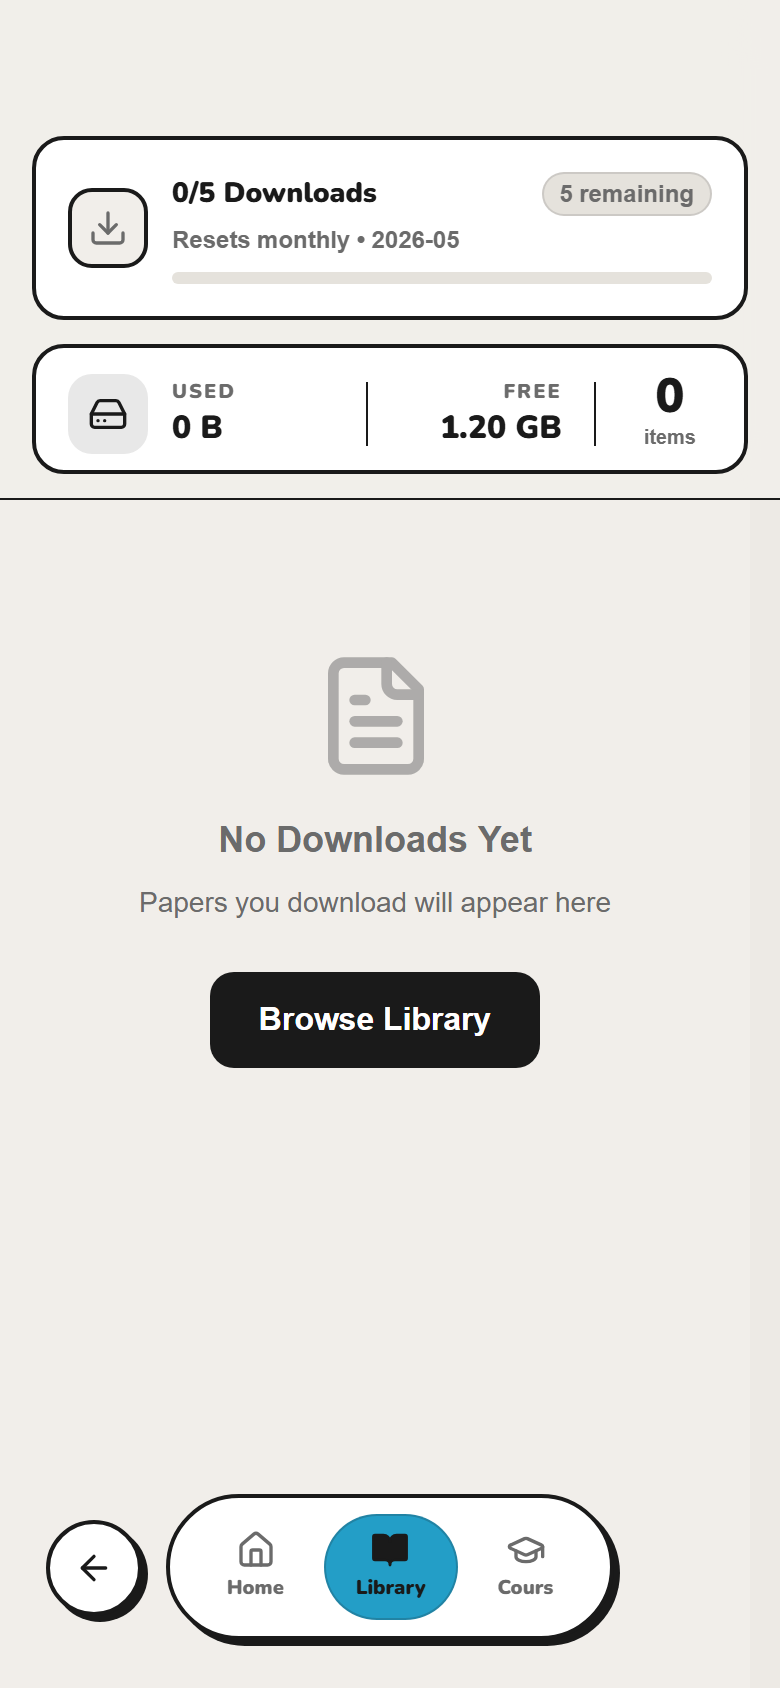 0/5 Downloads
5 remaining
Resets monthly • 2026-05
USED
0 B
FREE
1.20 GB
0
items
No Downloads Yet
Papers you download will appear here
Browse Library
Home
Library
Cours